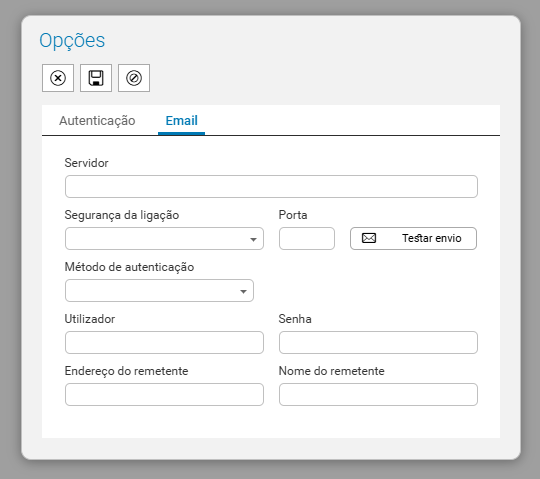 Opções
Autenticação Email
Servidor
Segurança da ligação Porta
Testar envio
Método de autenticação
Utilizador Senha
Endereço do remetente Nome do remetente